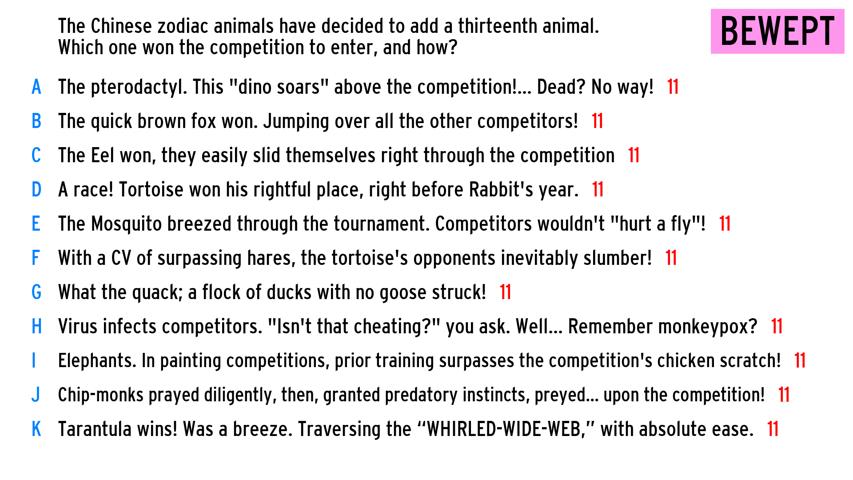 The Chinese zodiac animals have decided to add a thirteenth animal.
BEWEPT
Which one won the competition to enter, and how?
A The pterodactyl. This "dino soars" above the competition!... Dead? No way! 11
B The quick brown fox won. Jumping over all the other competitors! 11
C The Eel won, they easily slid themselves right through the competition 11
D A race! Tortoise won his rightful place, right before Rabbit's year. 11
E The Mosquito breezed through the tournament. Competitors wouldn't "hurt a fly"! 11
F With a CV of surpassing hares, the tortoise's opponents inevitably slumber! 11
G What the quack; a flock of ducks with no goose struck! 11
H Virus infects competitors. "Isn't that cheating?" you ask. Well... Remember monkeypox? 11
I Elephants. In painting competitions, prior training surpasses the competition's chicken scratch! 11
J Chip-monks prayed diligently, then, granted predatory instincts, preyed... upon the competition! 11
K Tarantula wins! Was a breeze. Traversing the “WHIRLED-WIDE-WEB,” with absolute ease. 11